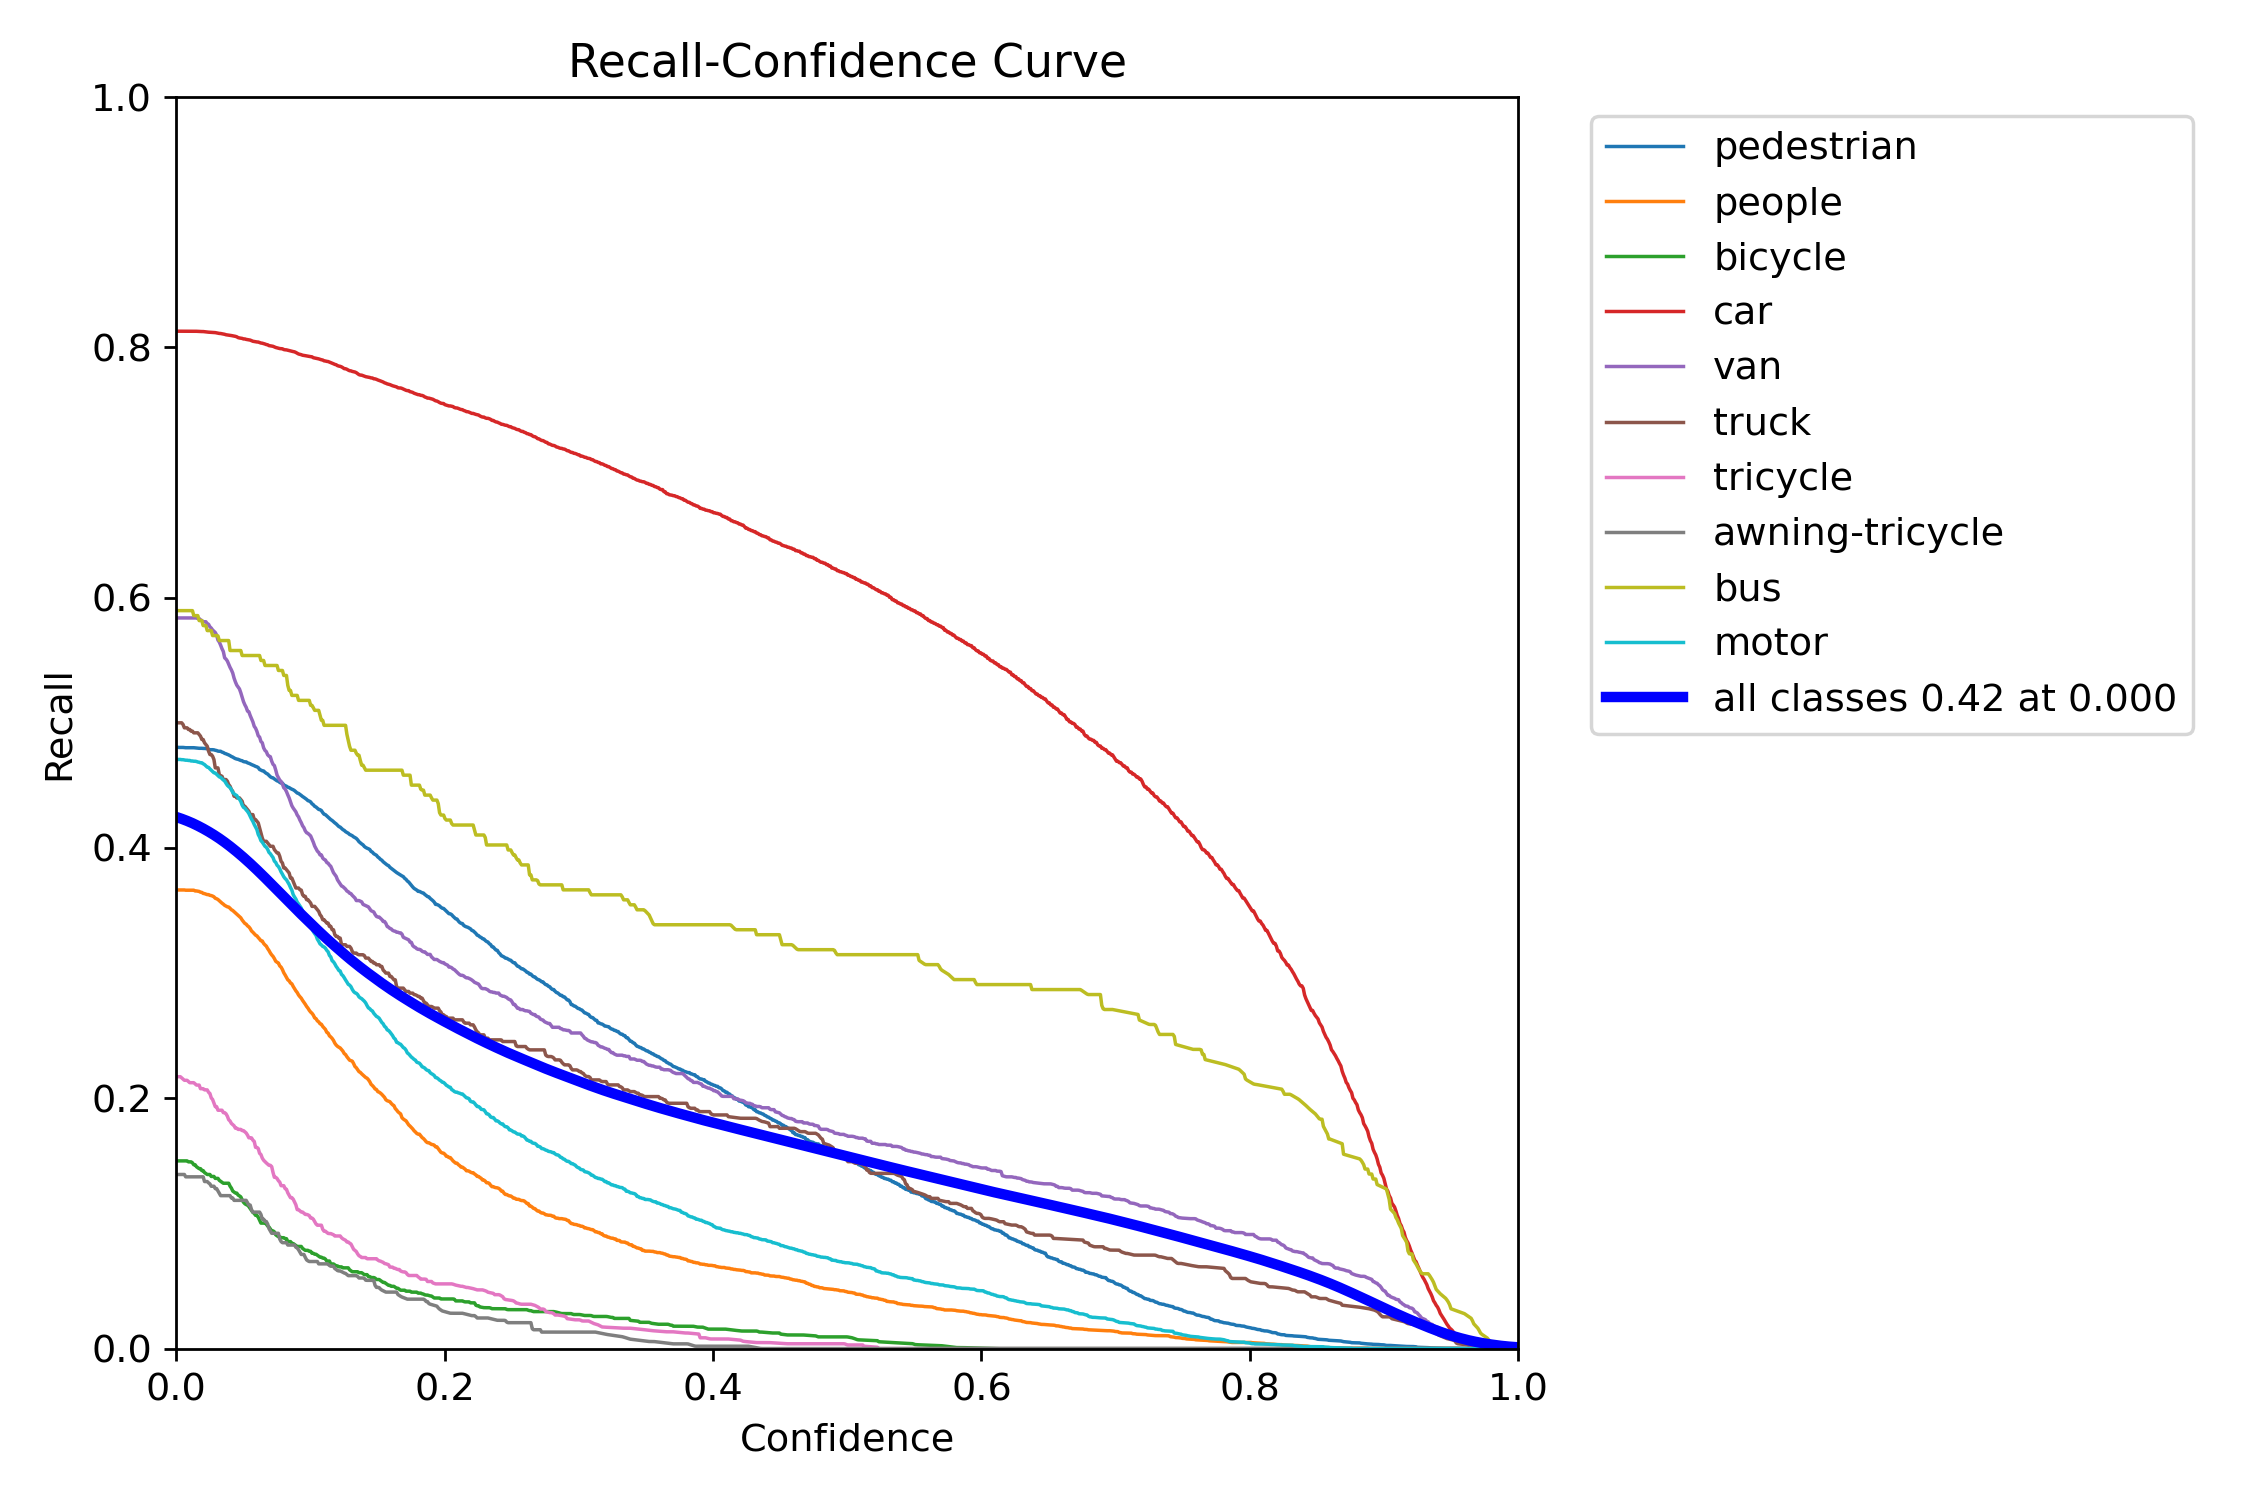 Recall-Confidence Curve
1.0
0.8
0.6
0.4
0.2
0.0
Recall
0.0 0.2 0.4 0.6 0.8 1.0
Confidence
pedestrian
people
bicycle
car
van
truck
tricycle
awning-tricycle
bus
motor
all classes 0.42 at 0.000